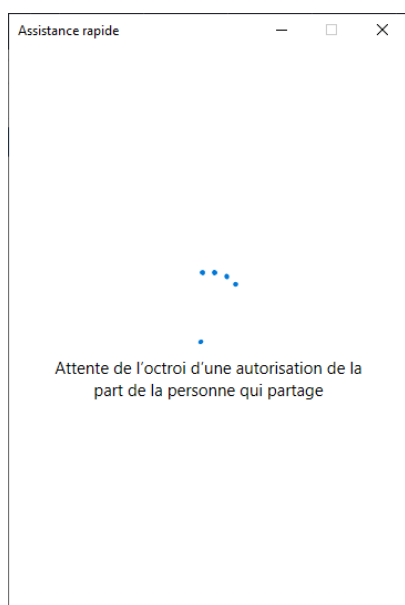 Assistance rapide
Attente de l’octroi d’une autorisation de la
part de la personne qui partage